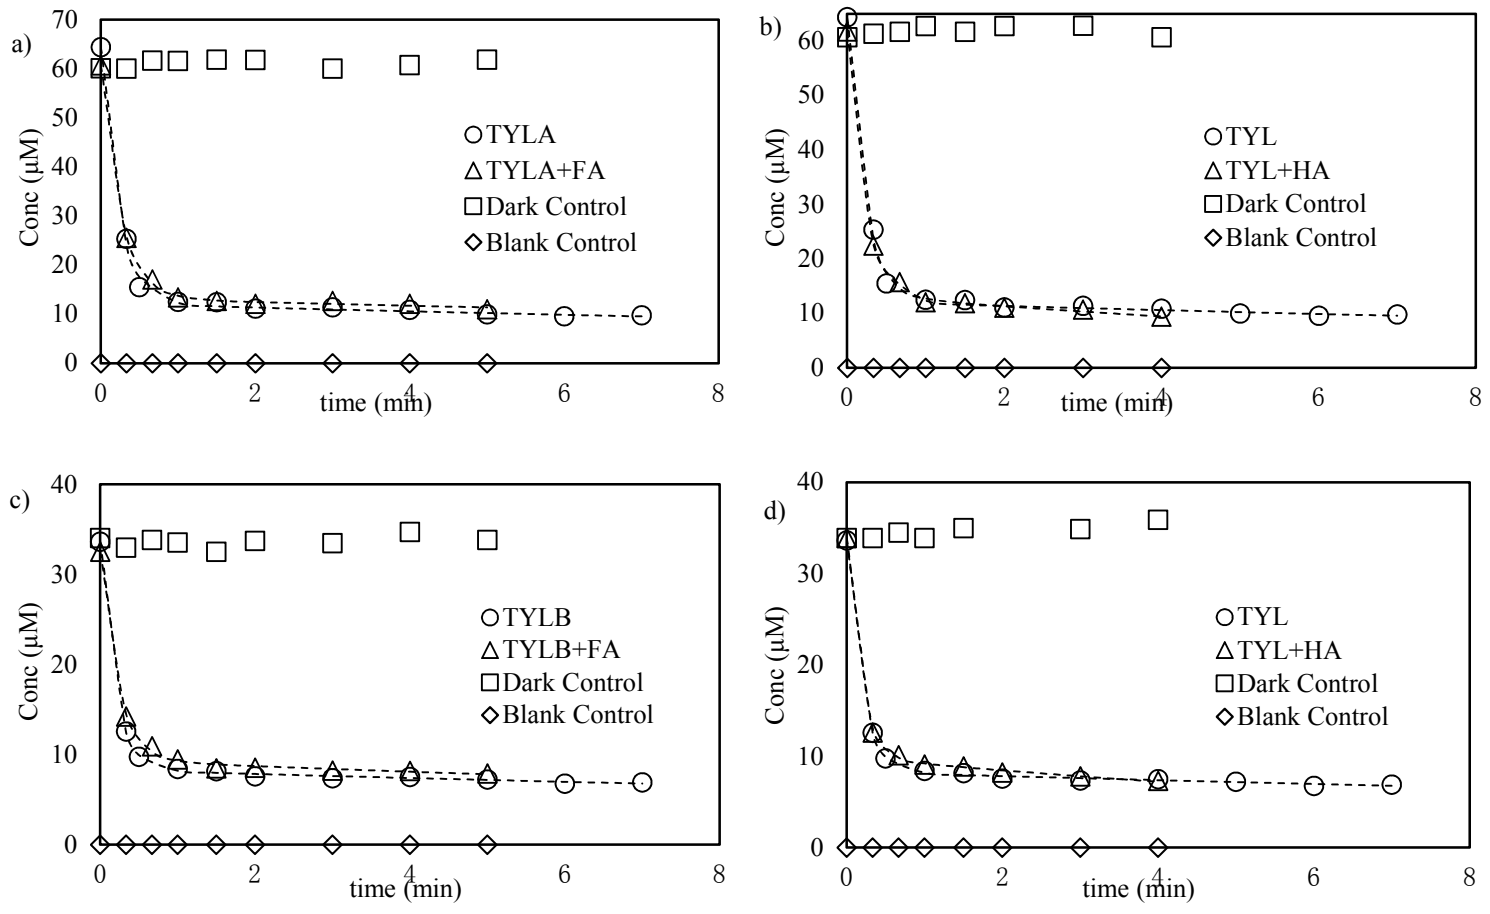 a)
70
60
50
40
30
20
10
0
Conc (µM)
TYLA
TYLA+FA
Dark Control
Blank Control
0 2 4 6 8
time (min)
b)
60
50
40
30
20
10
0
Conc (µM)
TYL
TYL+HA
Dark Control
Blank Control
0 2 4 6 8
time (min)
c)
40
30
20
10
0
Conc (µM)
TYLB
TYLB+FA
Dark Control
Blank Control
0 2 4 6 8
time (min)
d)
40
30
20
10
0
Conc (µM)
TYL
TYL+HA
Dark Control
Blank Control
0 2 4 6 8
time (min)